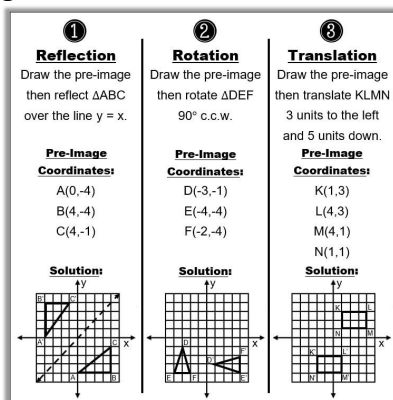 1
Reflection
Draw the pre-image
then reflect ΔABC
over the line y = x.
Pre-Image
Coordinates:
A(0,-4)
B(4,-4)
C(4,-1)
Solution:
y
B' C'
A' C x
A B
2
Rotation
Draw the pre-image
then rotate ΔDEF
90° c.c.w.
Pre-Image
Coordinates:
D(-3,-1)
E(-4,-4)
F(-2,-4)
Solution:
y
x
D F'
D'
E F E'
3
Translation
Draw the pre-image
then translate KLMN
3 units to the left
and 5 units down.
Pre-Image
Coordinates:
K(1,3)
L(4,3)
M(4,1)
N(1,1)
Solution:
y
K L
N M
x
K' L'
N' M'